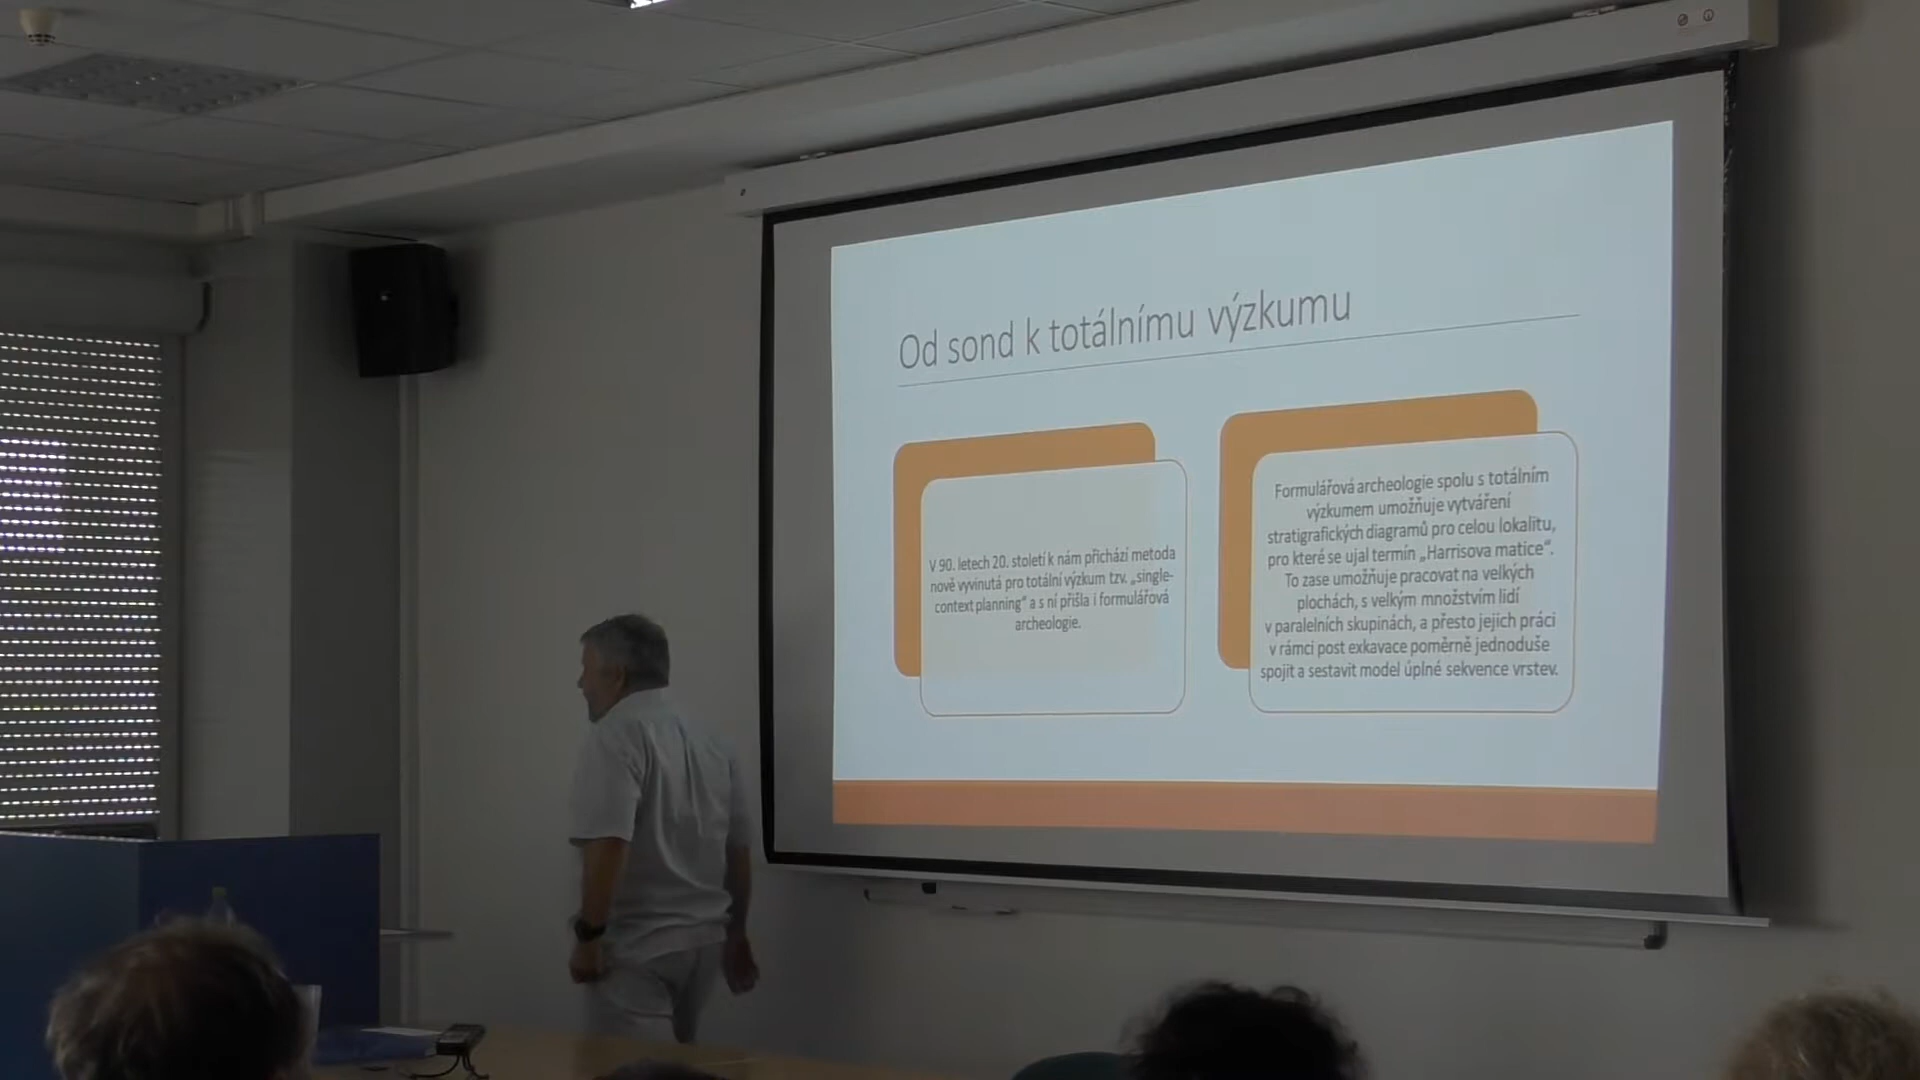 Od sond k totálnímu výzkumu
V 90. letech 20. století k nám přichází metoda
nově vyvinutá pro totální výzkum tzv. „single-
context planning“ a s ní přišla i formulářová
archeologie.
Formulářová archeologie spolu s totálním
výzkumem umožňuje vytváření
stratigrafických diagramů pro celou lokalitu,
pro které se ujal termín „Harrisova matice“.
To zase umožňuje pracovat na velkých
plochách, s velkým množstvím lidí
v paralelních skupinách, a přesto jejich práci
v rámci post exkavace poměrně jednoduše
spojit a sestavit model úplné sekvence vrstev.